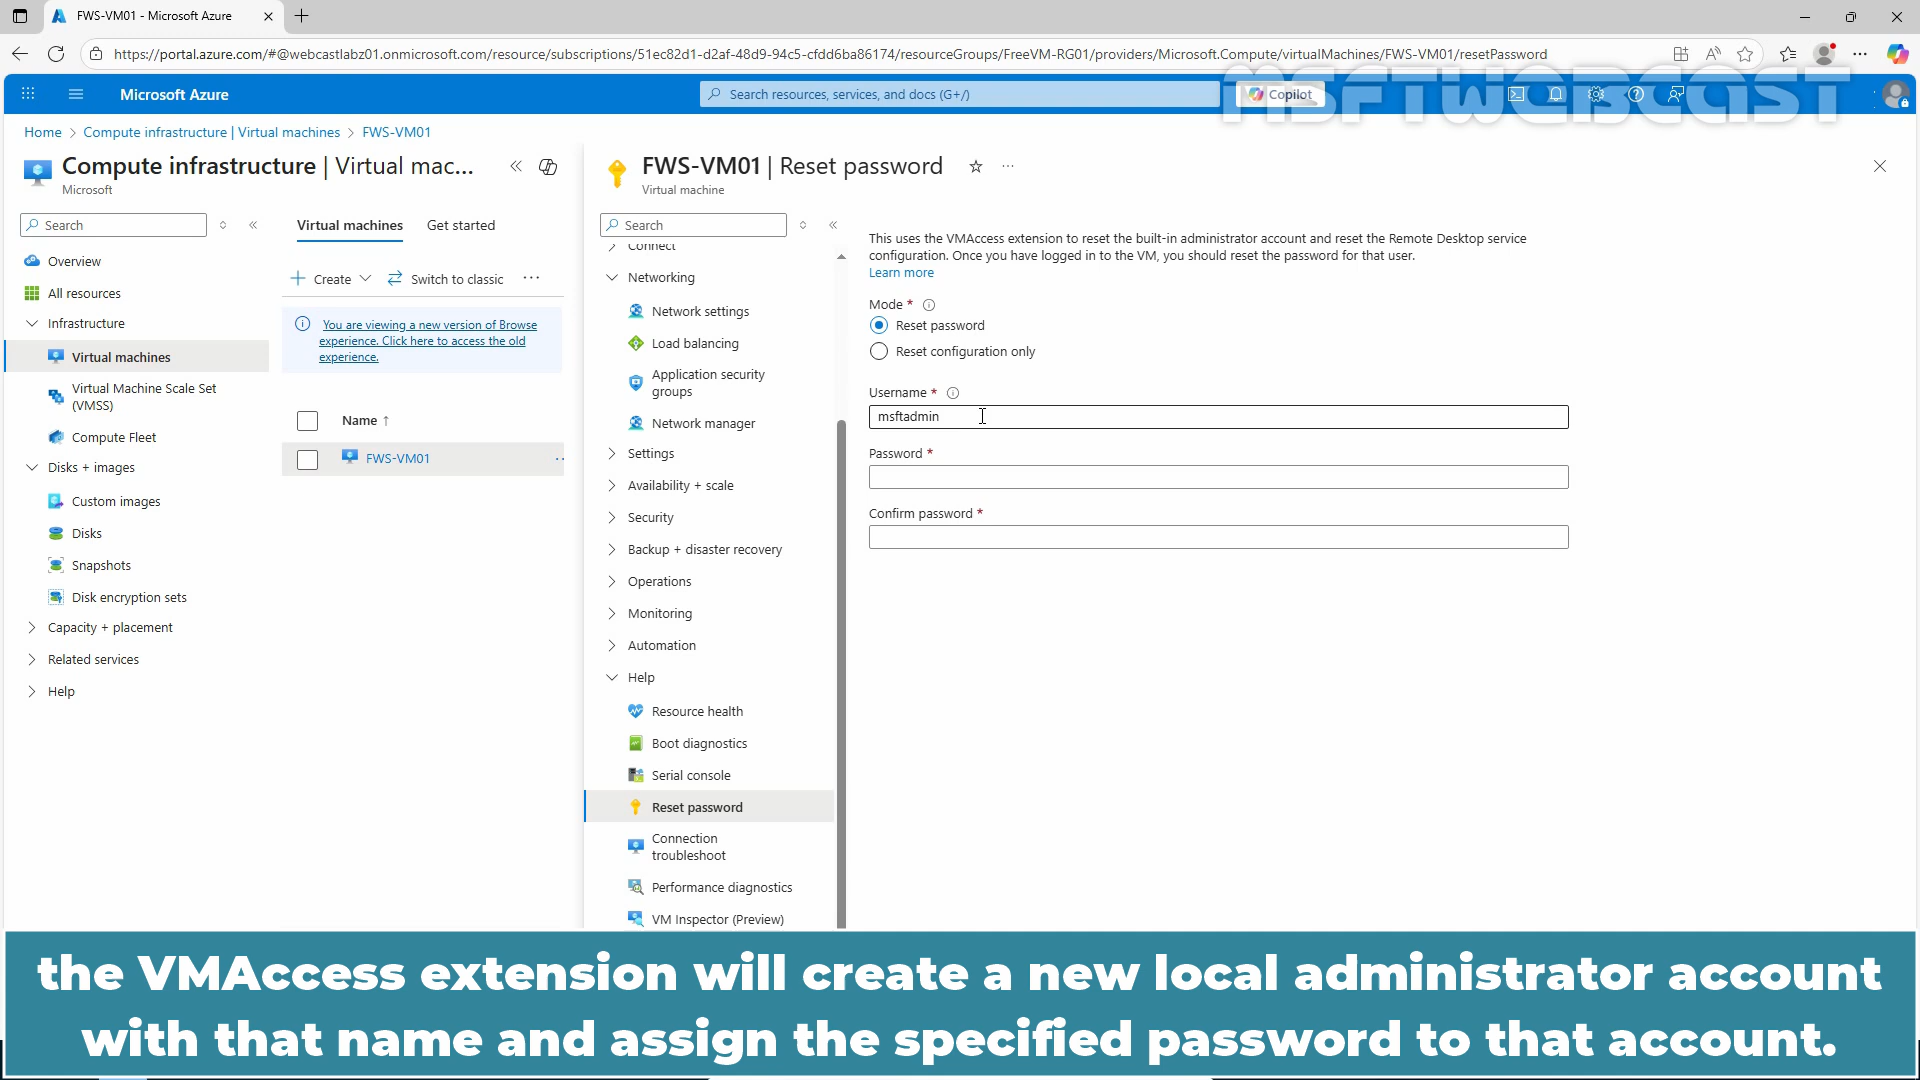 FWS-VM01 - Microsoft Azure
https://portal.azure.com/#@webcastlabz01.onmicrosoft.com/resource/subscriptions/51ec82d1-d2af-48d9-94c5-cfdd6ba86174/resourceGroups/FreeVM-RG01/providers/Microsoft.Compute/virtualMachines/FWS-VM01/resetPassword
Microsoft Azure
Search resources, services, and docs (G+/)
Copilot
MSFTWEBCAST
Home > Compute infrastructure | Virtual machines > FWS-VM01
Compute infrastructure | Virtual mac...
Microsoft
Search
Overview
All resources
Infrastructure
Virtual machines
Virtual Machine Scale Set
(VMSS)
Compute Fleet
Disks + images
Custom images
Disks
Snapshots
Disk encryption sets
Capacity + placement
Related services
Help
Virtual machines Get started
Create Switch to classic ...
You are viewing a new version of Browse
experience. Click here to access the old
experience.
Name ↑
FWS-VM01
FWS-VM01 | Reset password
Virtual machine
Search
Connect
Networking
Network settings
Load balancing
Application security
groups
Network manager
Settings
Availability + scale
Security
Backup + disaster recovery
Operations
Monitoring
Automation
Help
Resource health
Boot diagnostics
Serial console
Reset password
Connection
troubleshoot
Performance diagnostics
VM Inspector (Preview)
This uses the VMAccess extension to reset the built-in administrator account and reset the Remote Desktop service
configuration. Once you have logged in to the VM, you should reset the password for that user.
Learn more
Mode *
Reset password
Reset configuration only
Username *
msftadmin
Password *
Confirm password *
the VMAccess extension will create a new local administrator account
with that name and assign the specified password to that account.